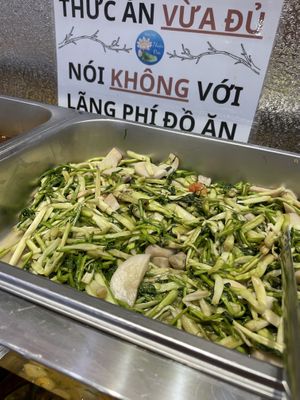 THỨC ĂN VỪA ĐỦ
NÓI KHÔNG VỚI
LÃNG PHÍ ĐỒ ĂN